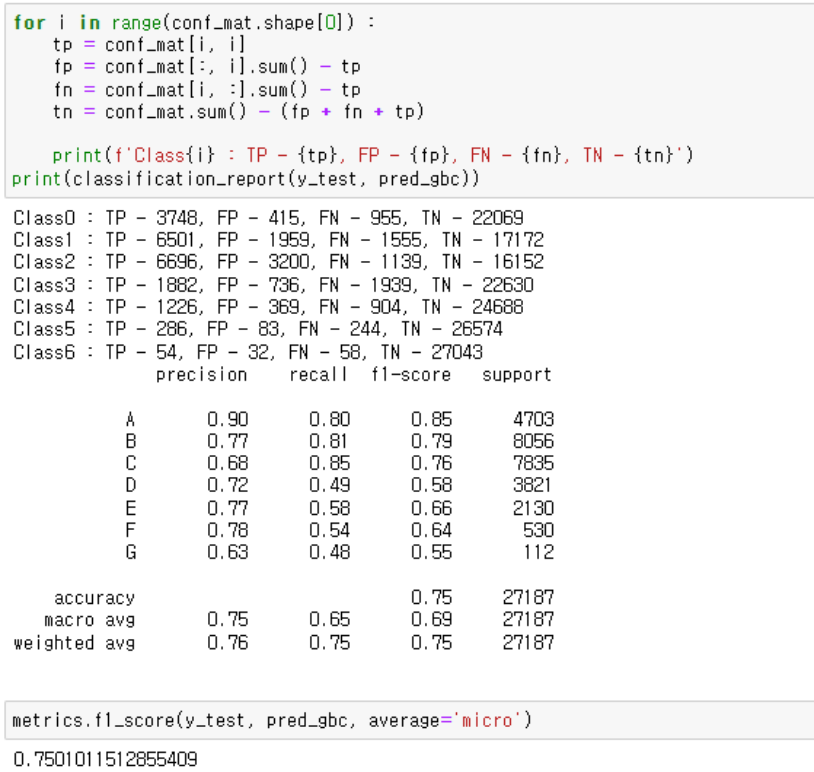 for i in range(conf_mat.shape[0]) :
    tp = conf_mat[i, i]
    fp = conf_mat[:, i].sum() - tp
    fn = conf_mat[i, :].sum() - tp
    tn = conf_mat.sum() - (fp + fn + tp)
    print(f'Class{i} : TP - {tp}, FP - {fp}, FN - {fn}, TN - {tn}')
print(classification_report(y_test, pred_gbc))
Class0 : TP - 3748, FP - 415, FN - 955, TN - 22069
Class1 : TP - 6501, FP - 1959, FN - 1555, TN - 17172
Class2 : TP - 6696, FP - 3200, FN - 1139, TN - 16152
Class3 : TP - 1882, FP - 736, FN - 1939, TN - 22630
Class4 : TP - 1226, FP - 369, FN - 904, TN - 24688
Class5 : TP - 286, FP - 83, FN - 244, TN - 26574
Class6 : TP - 54, FP - 32, FN - 58, TN - 27043
precision recall f1-score support
A 0.90 0.80 0.85 4703
B 0.77 0.81 0.79 8056
C 0.68 0.85 0.76 7835
D 0.72 0.49 0.58 3821
E 0.77 0.58 0.66 2130
F 0.78 0.54 0.64 530
G 0.63 0.48 0.55 112
accuracy 0.75 27187
macro avg 0.75 0.65 0.69 27187
weighted avg 0.76 0.75 0.75 27187
metrics.f1_score(y_test, pred_gbc, average='micro')
0.7501011512855409